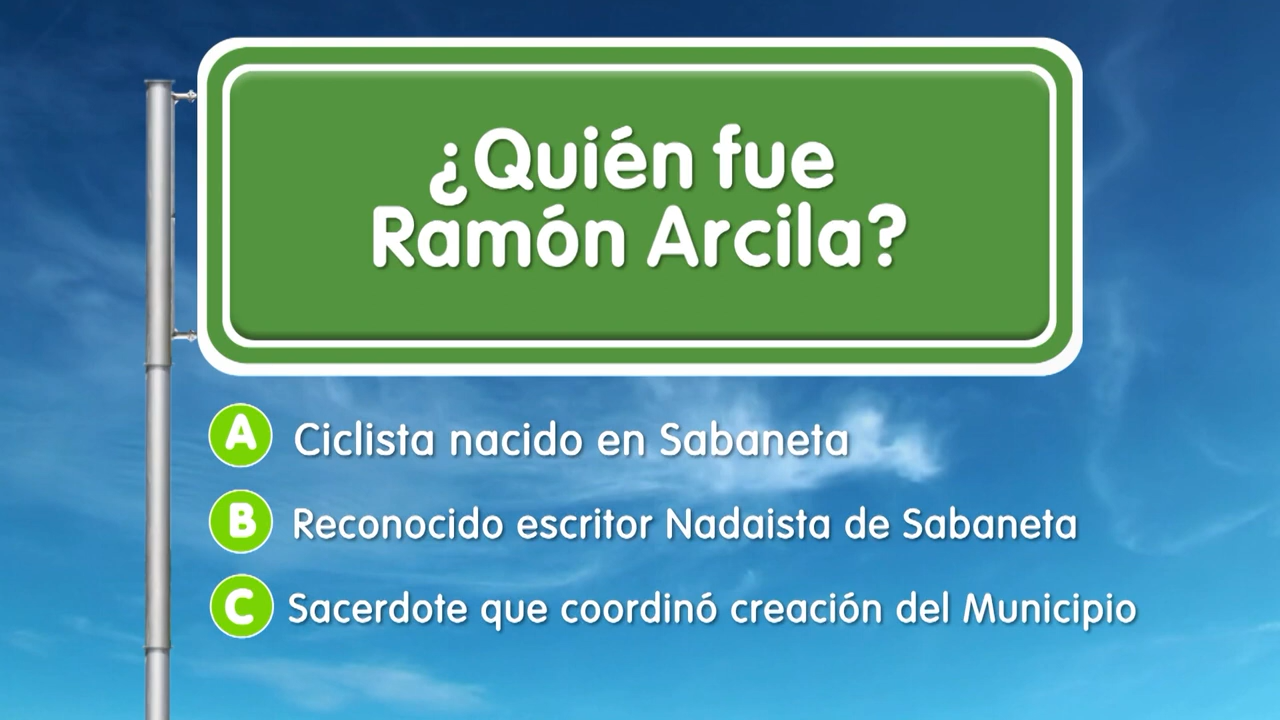 ¿Quién fue
Ramón Arcila?
A Ciclista nacido en Sabaneta
B Reconocido escritor Nadaista de Sabaneta
C Sacerdote que coordinó creación del Municipio